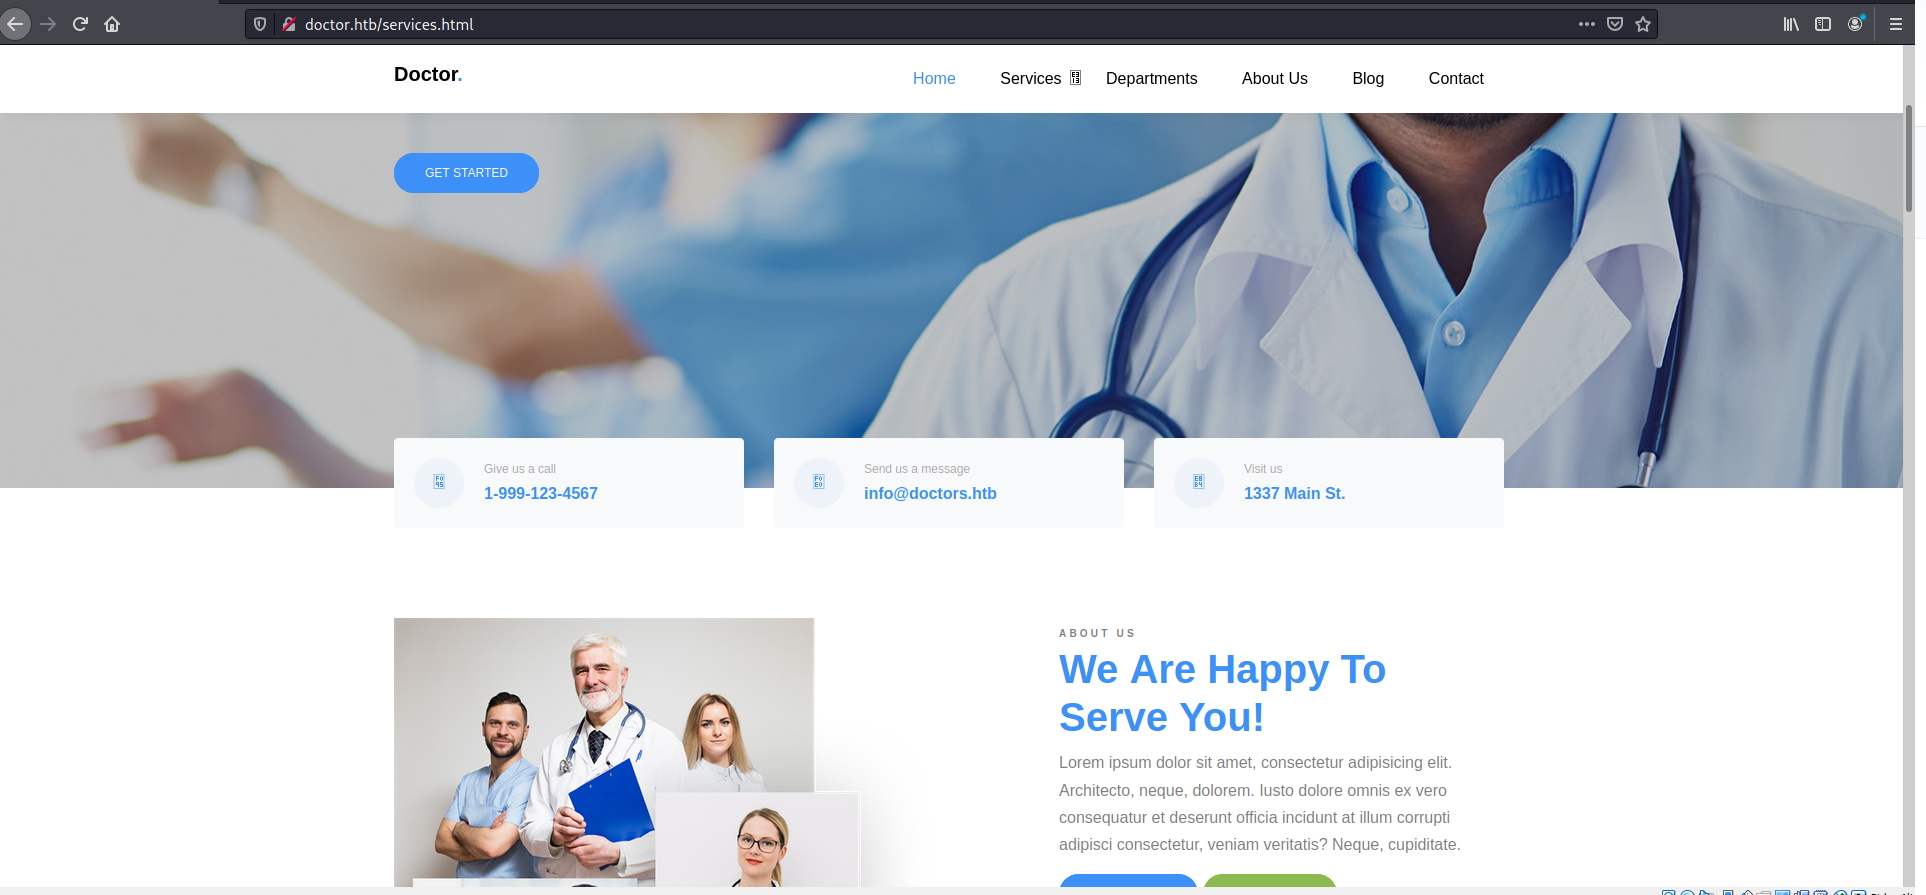 doctor.htb/services.html
Doctor.
Home Services Departments About Us Blog Contact
GET STARTED
Give us a call
1-999-123-4567
Send us a message
info@doctors.htb
Visit us
1337 Main St.
ABOUT US
We Are Happy To
Serve You!
Lorem ipsum dolor sit amet, consectetur adipisicing elit.
Architecto, neque, dolorem. Iusto dolore omnis ex vero
consequatur et deserunt officia incidunt at illum corrupti
adipisci consectetur, veniam veritatis? Neque, cupiditate.